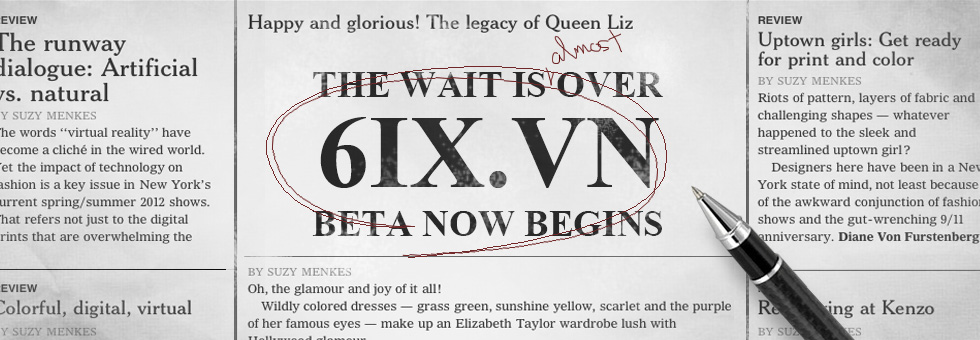 EVIEW
The runway
dialogue: Artificial
vs. natural
BY SUZY MENKES
The words ‘‘virtual reality’’ have
become a cliché in the wired world.
Yet the impact of technology on
fashion is a key issue in New York’s
current spring/summer 2012 shows.
That refers not just to the digital
prints that are overwhelming the
EVIEW
Colorful, digital, virtual
BY SUZY MENKES
Happy and glorious! The legacy of Queen Liz
almost
THE WAIT IS OVER
6IX.VN
BETA NOW BEGINS
BY SUZY MENKES
Oh, the glamour and joy of it all!
Wildly colored dresses — grass green, sunshine yellow, scarlet and the purple
of her famous eyes — make up an Elizabeth Taylor wardrobe lush with
Hollywood glamour
REVIEW
Uptown girls: Get ready
for print and color
BY SUZY MENKES
Riots of pattern, layers of fabric and
challenging shapes — whatever
happened to the sleek and
streamlined uptown girl?
Designers here have been in a New
York state of mind, not least because
of the awkward conjunction of fashion
shows and the gut-wrenching 9/11
anniversary. Diane Von Furstenberg
REVIEW
at Kenzo
BY SUZY MENKES